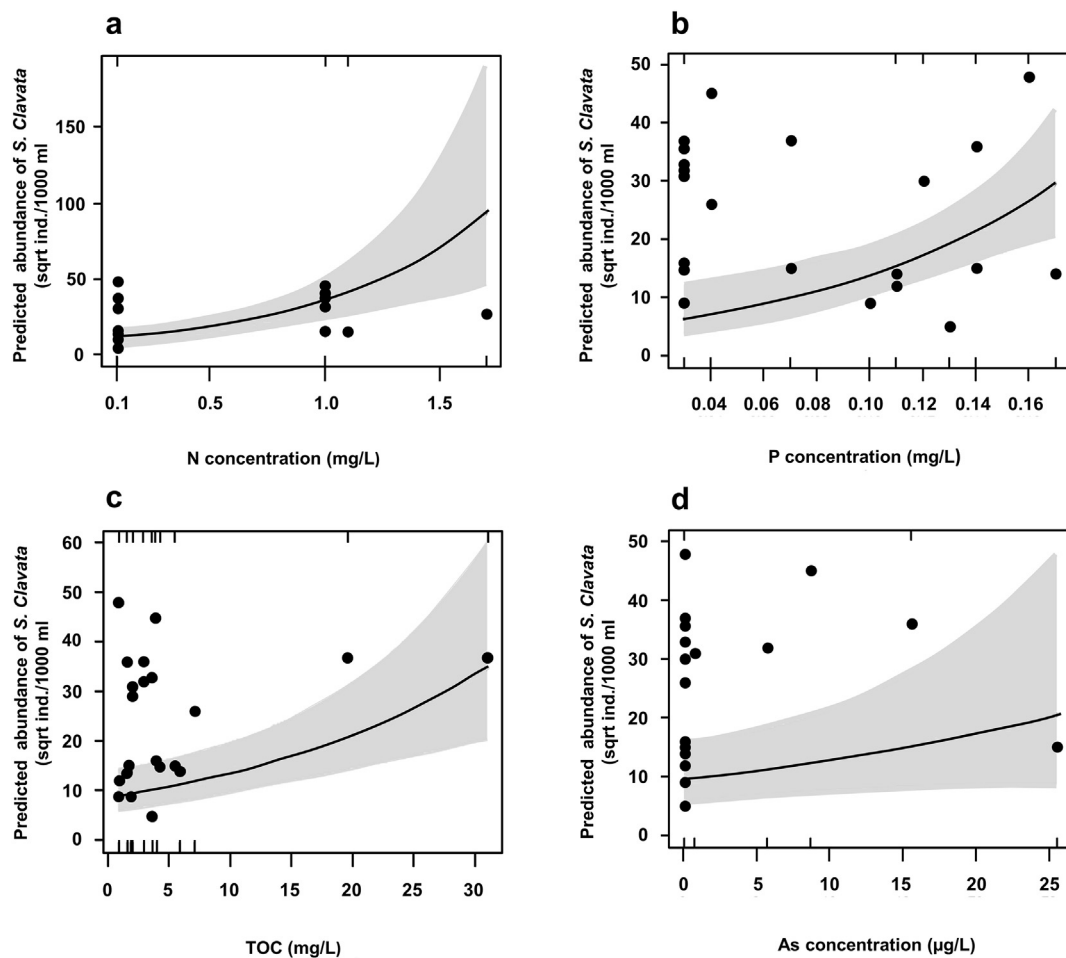 a
Predicted abundance of S. Clavata
(sqrt ind./1000 ml
150
100
50
0
0.1 0.5 1.0 1.5
N concentration (mg/L)
b
Predicted abundance of S. Clavata
(sqrt ind./1000 ml
50
40
30
20
10
0
0.04 0.06 0.08 0.10 0.12 0.14 0.16
P concentration (mg/L)
c
Predicted abundance of S. Clavata
(sqrt ind./1000 ml
60
50
40
30
20
10
0
0 5 10 15 20 25 30
TOC (mg/L)
d
Predicted abundance of S. Clavata
(sqrt ind./1000 ml
50
40
30
20
10
0
0 5 10 15 20 25
As concentration (µg/L)